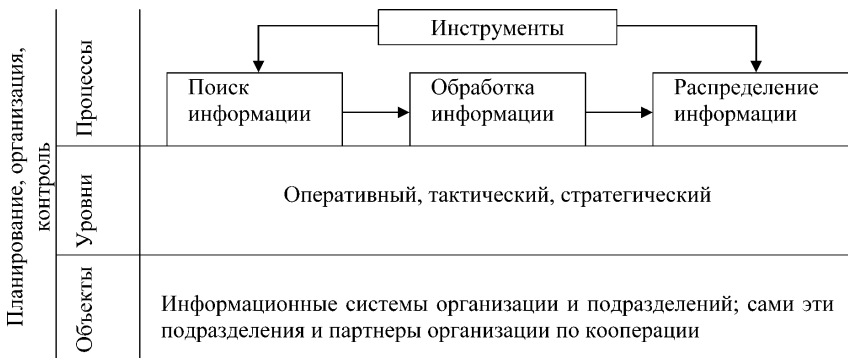 Планирование, организация,
контроль
Процессы
Инструменты
Поиск
информации
Обработка
информации
Распределение
информации
Уровни
Оперативный, тактический, стратегический
Объекты
Информационные системы организации и подразделений; сами эти
подразделения и партнеры организации по кооперации